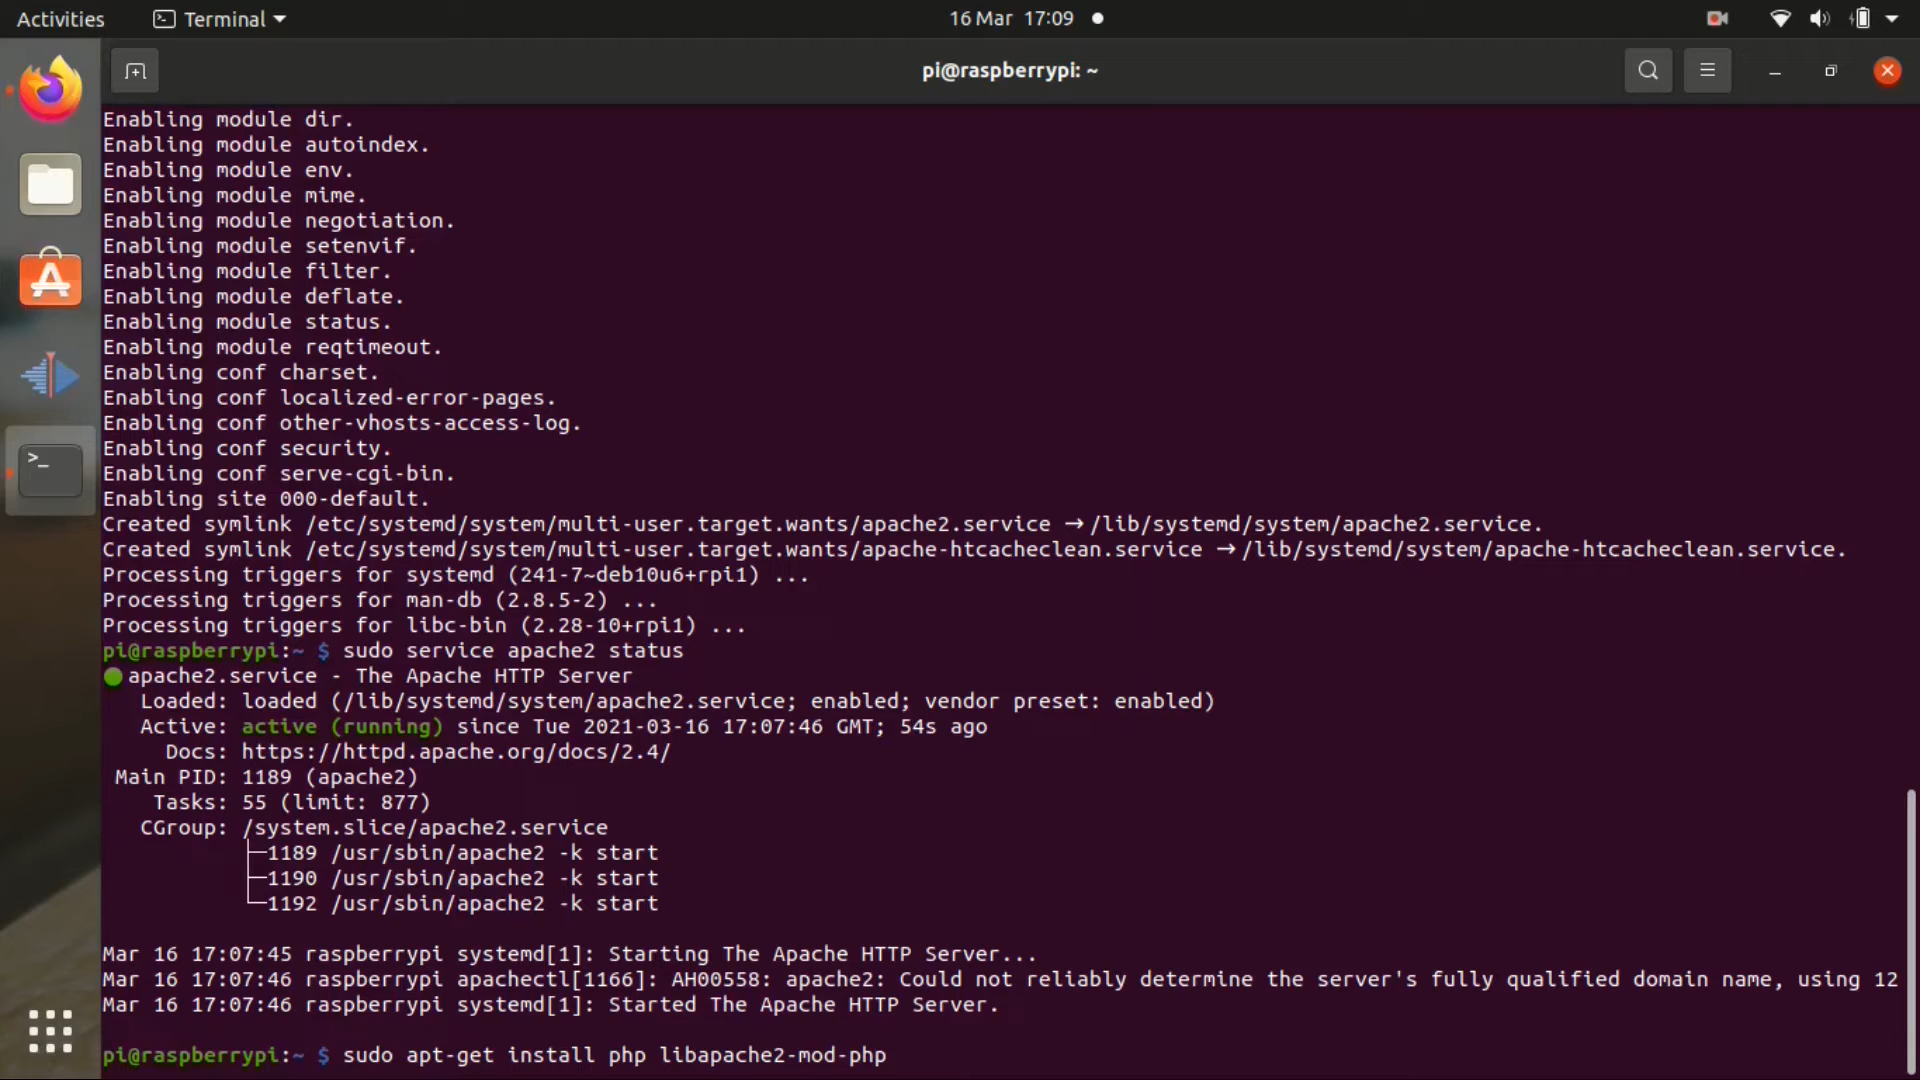 Activities Terminal 16 Mar 17:09
pi@raspberrypi: ~
Enabling module dir.
Enabling module autoindex.
Enabling module env.
Enabling module mime.
Enabling module negotiation.
Enabling module setenvif.
Enabling module filter.
Enabling module deflate.
Enabling module status.
Enabling module reqtimeout.
Enabling conf charset.
Enabling conf localized-error-pages.
Enabling conf other-vhosts-access-log.
Enabling conf security.
Enabling conf serve-cgi-bin.
Enabling site 000-default.
Created symlink /etc/systemd/system/multi-user.target.wants/apache2.service → /lib/systemd/system/apache2.service.
Created symlink /etc/systemd/system/multi-user.target.wants/apache-htcacheclean.service → /lib/systemd/system/apache-htcacheclean.service.
Processing triggers for systemd (241-7~deb10u6+rpi1) ...
Processing triggers for man-db (2.8.5-2) ...
Processing triggers for libc-bin (2.28-10+rpi1) ...
pi@raspberrypi:~ $ sudo service apache2 status
● apache2.service - The Apache HTTP Server
Loaded: loaded (/lib/systemd/system/apache2.service; enabled; vendor preset: enabled)
Active: active (running) since Tue 2021-03-16 17:07:46 GMT; 54s ago
Docs: https://httpd.apache.org/docs/2.4/
Main PID: 1189 (apache2)
Tasks: 55 (limit: 877)
CGroup: /system.slice/apache2.service
├─1189 /usr/sbin/apache2 -k start
├─1190 /usr/sbin/apache2 -k start
└─1192 /usr/sbin/apache2 -k start
Mar 16 17:07:45 raspberrypi systemd[1]: Starting The Apache HTTP Server...
Mar 16 17:07:46 raspberrypi apachectl[1166]: AH00558: apache2: Could not reliably determine the server's fully qualified domain name, using 12
Mar 16 17:07:46 raspberrypi systemd[1]: Started The Apache HTTP Server.
pi@raspberrypi:~ $ sudo apt-get install php libapache2-mod-php